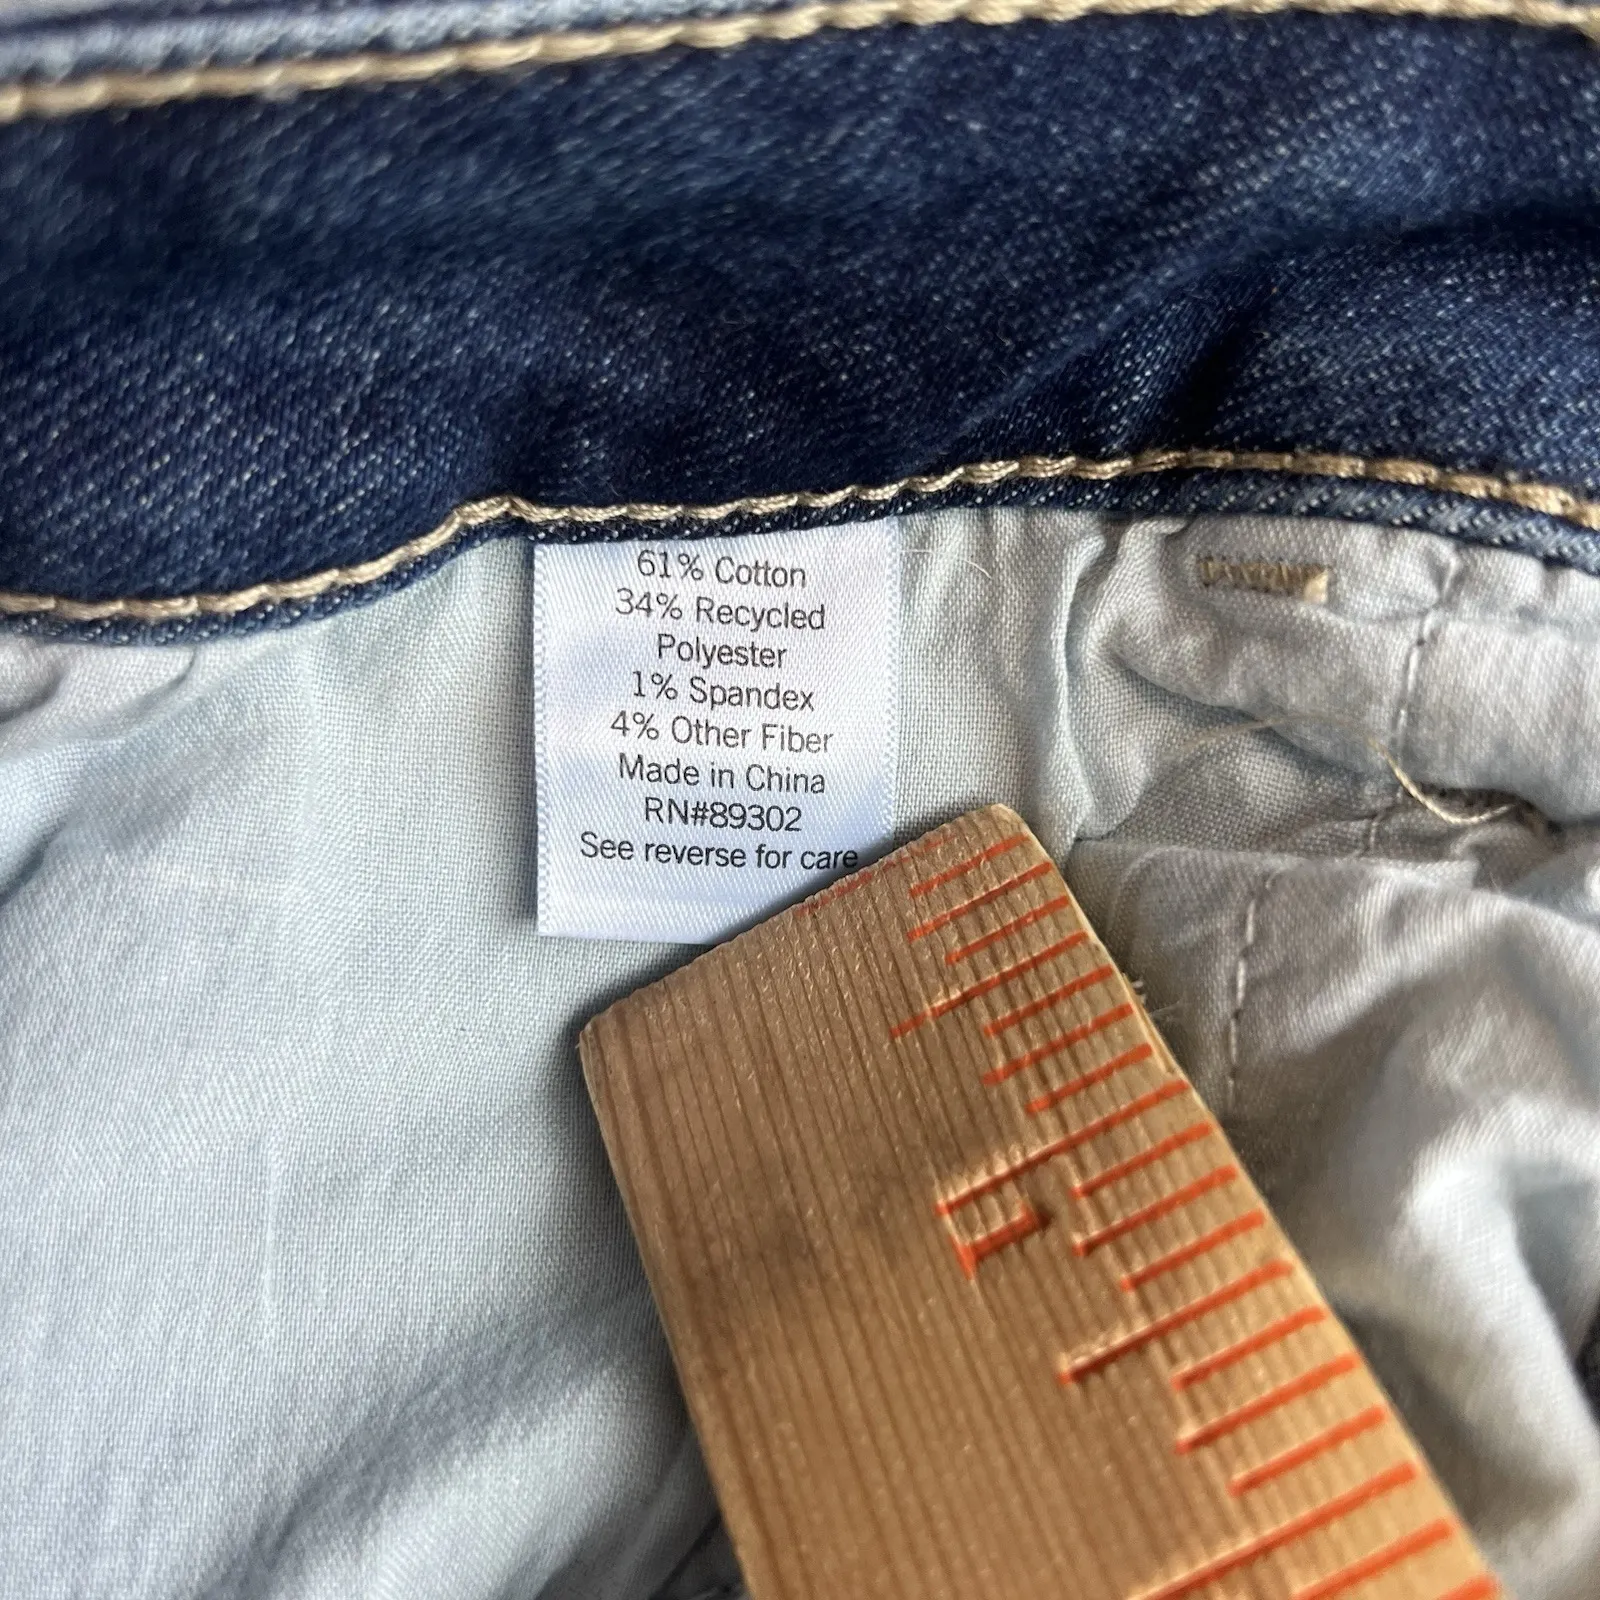 61% Cotton
34% Recycled
Polyester
1% Spandex
4% Other Fiber
Made in China
RN#89302
See reverse for care
1